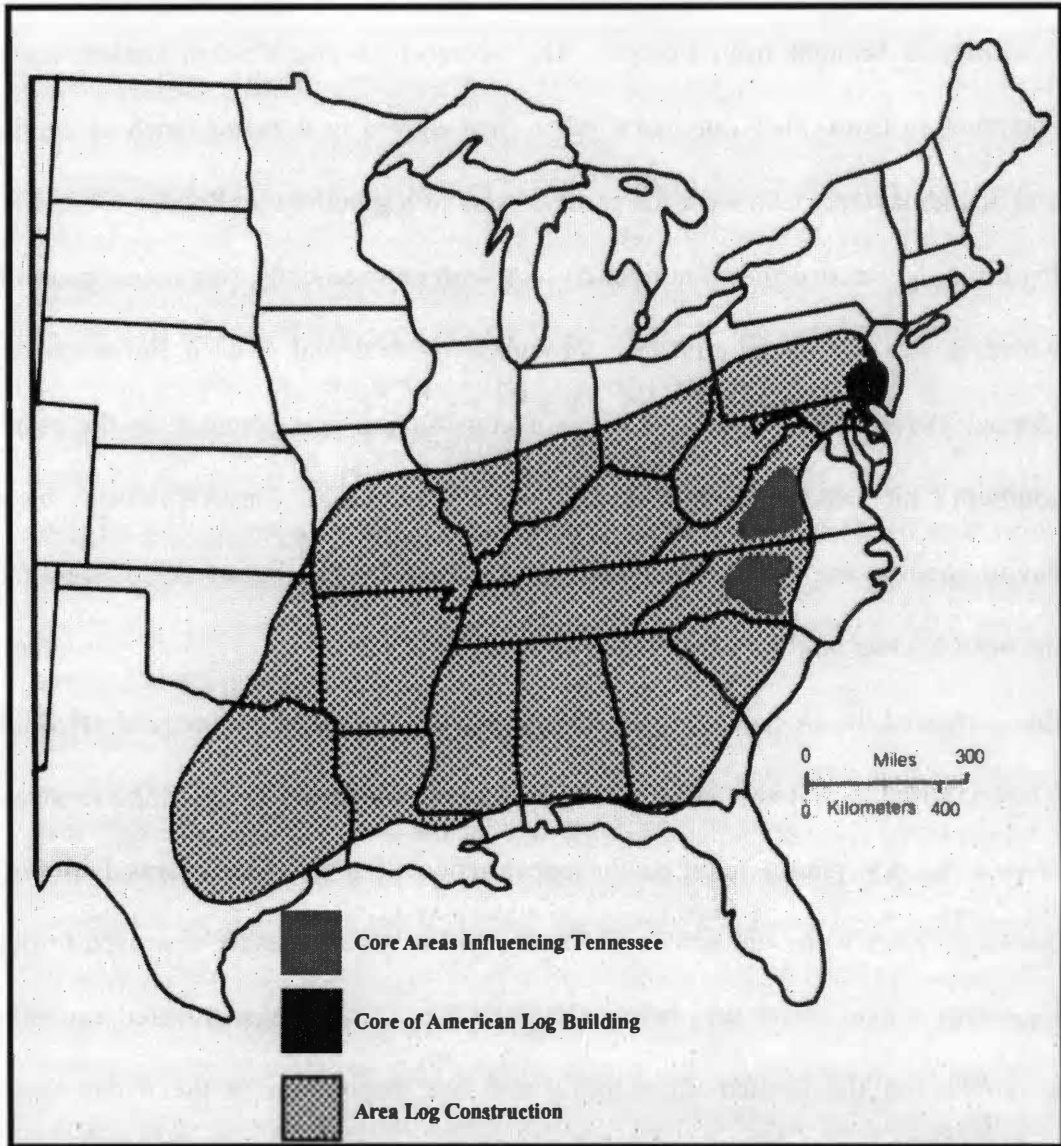 0 Miles 300
0 Kilometers 400
Core Areas Influencing Tennessee
Core of American Log Building
Area Log Construction